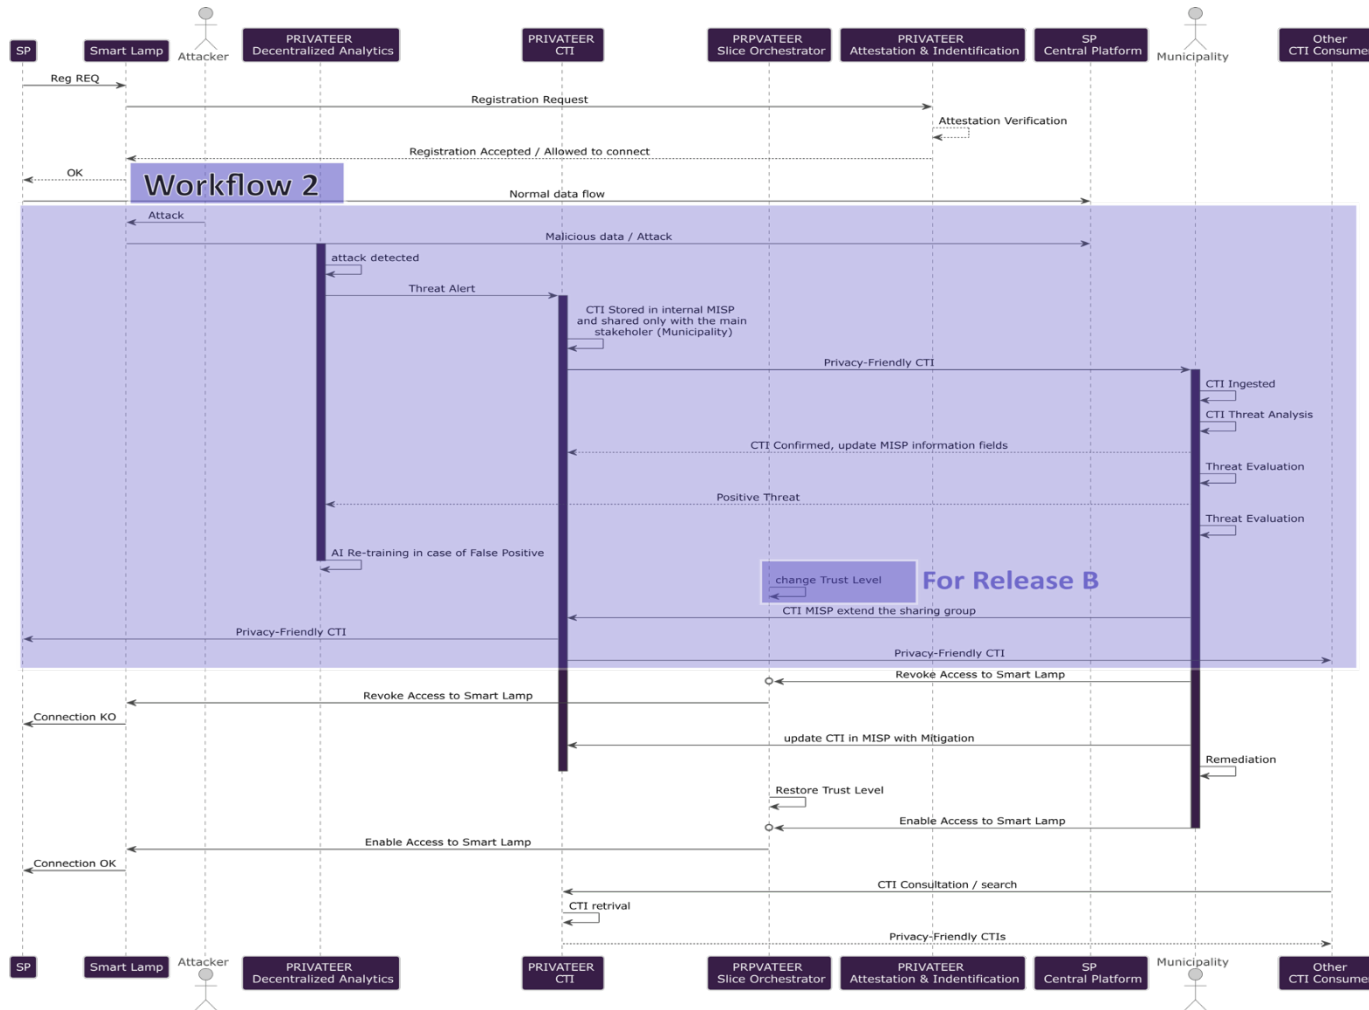 SP
Smart Lamp
Attacker
PRIVATEER
Decentralized Analytics
PRIVATEER
CTI
PRPVATEER
Slice Orchestrator
PRIVATEER
Attestation & Indentification
SP
Central Platform
Municipality
Other
CTI Consumer
Reg REQ
Registration Request
Attestation Verification
Registration Accepted / Allowed to connect
OK
Workflow 2
Normal data flow
Attack
Malicious data / Attack
attack detected
Threat Alert
CTI Stored in internal MISP
and shared only with the main
stakeholer (Municipality)
Privacy-Friendly CTI
CTI Ingested
CTI Threat Analysis
CTI Confirmed, update MISP information fields
Threat Evaluation
Positive Threat
Threat Evaluation
AI Re-training in case of False Positive
change Trust Level
For Release B
CTI MISP extend the sharing group
Privacy-Friendly CTI
Privacy-Friendly CTI
Revoke Access to Smart Lamp
Revoke Access to Smart Lamp
Connection KO
update CTI in MISP with Mitigation
Remediation
Restore Trust Level
Enable Access to Smart Lamp
Enable Access to Smart Lamp
Connection OK
CTI Consultation / search
CTI retrival
Privacy-Friendly CTIs
SP
Smart Lamp
Attacker
PRIVATEER
Decentralized Analytics
PRIVATEER
CTI
PRPVATEER
Slice Orchestrator
PRIVATEER
Attestation & Indentification
SP
Central Platform
Municipality
Other
CTI Consumer